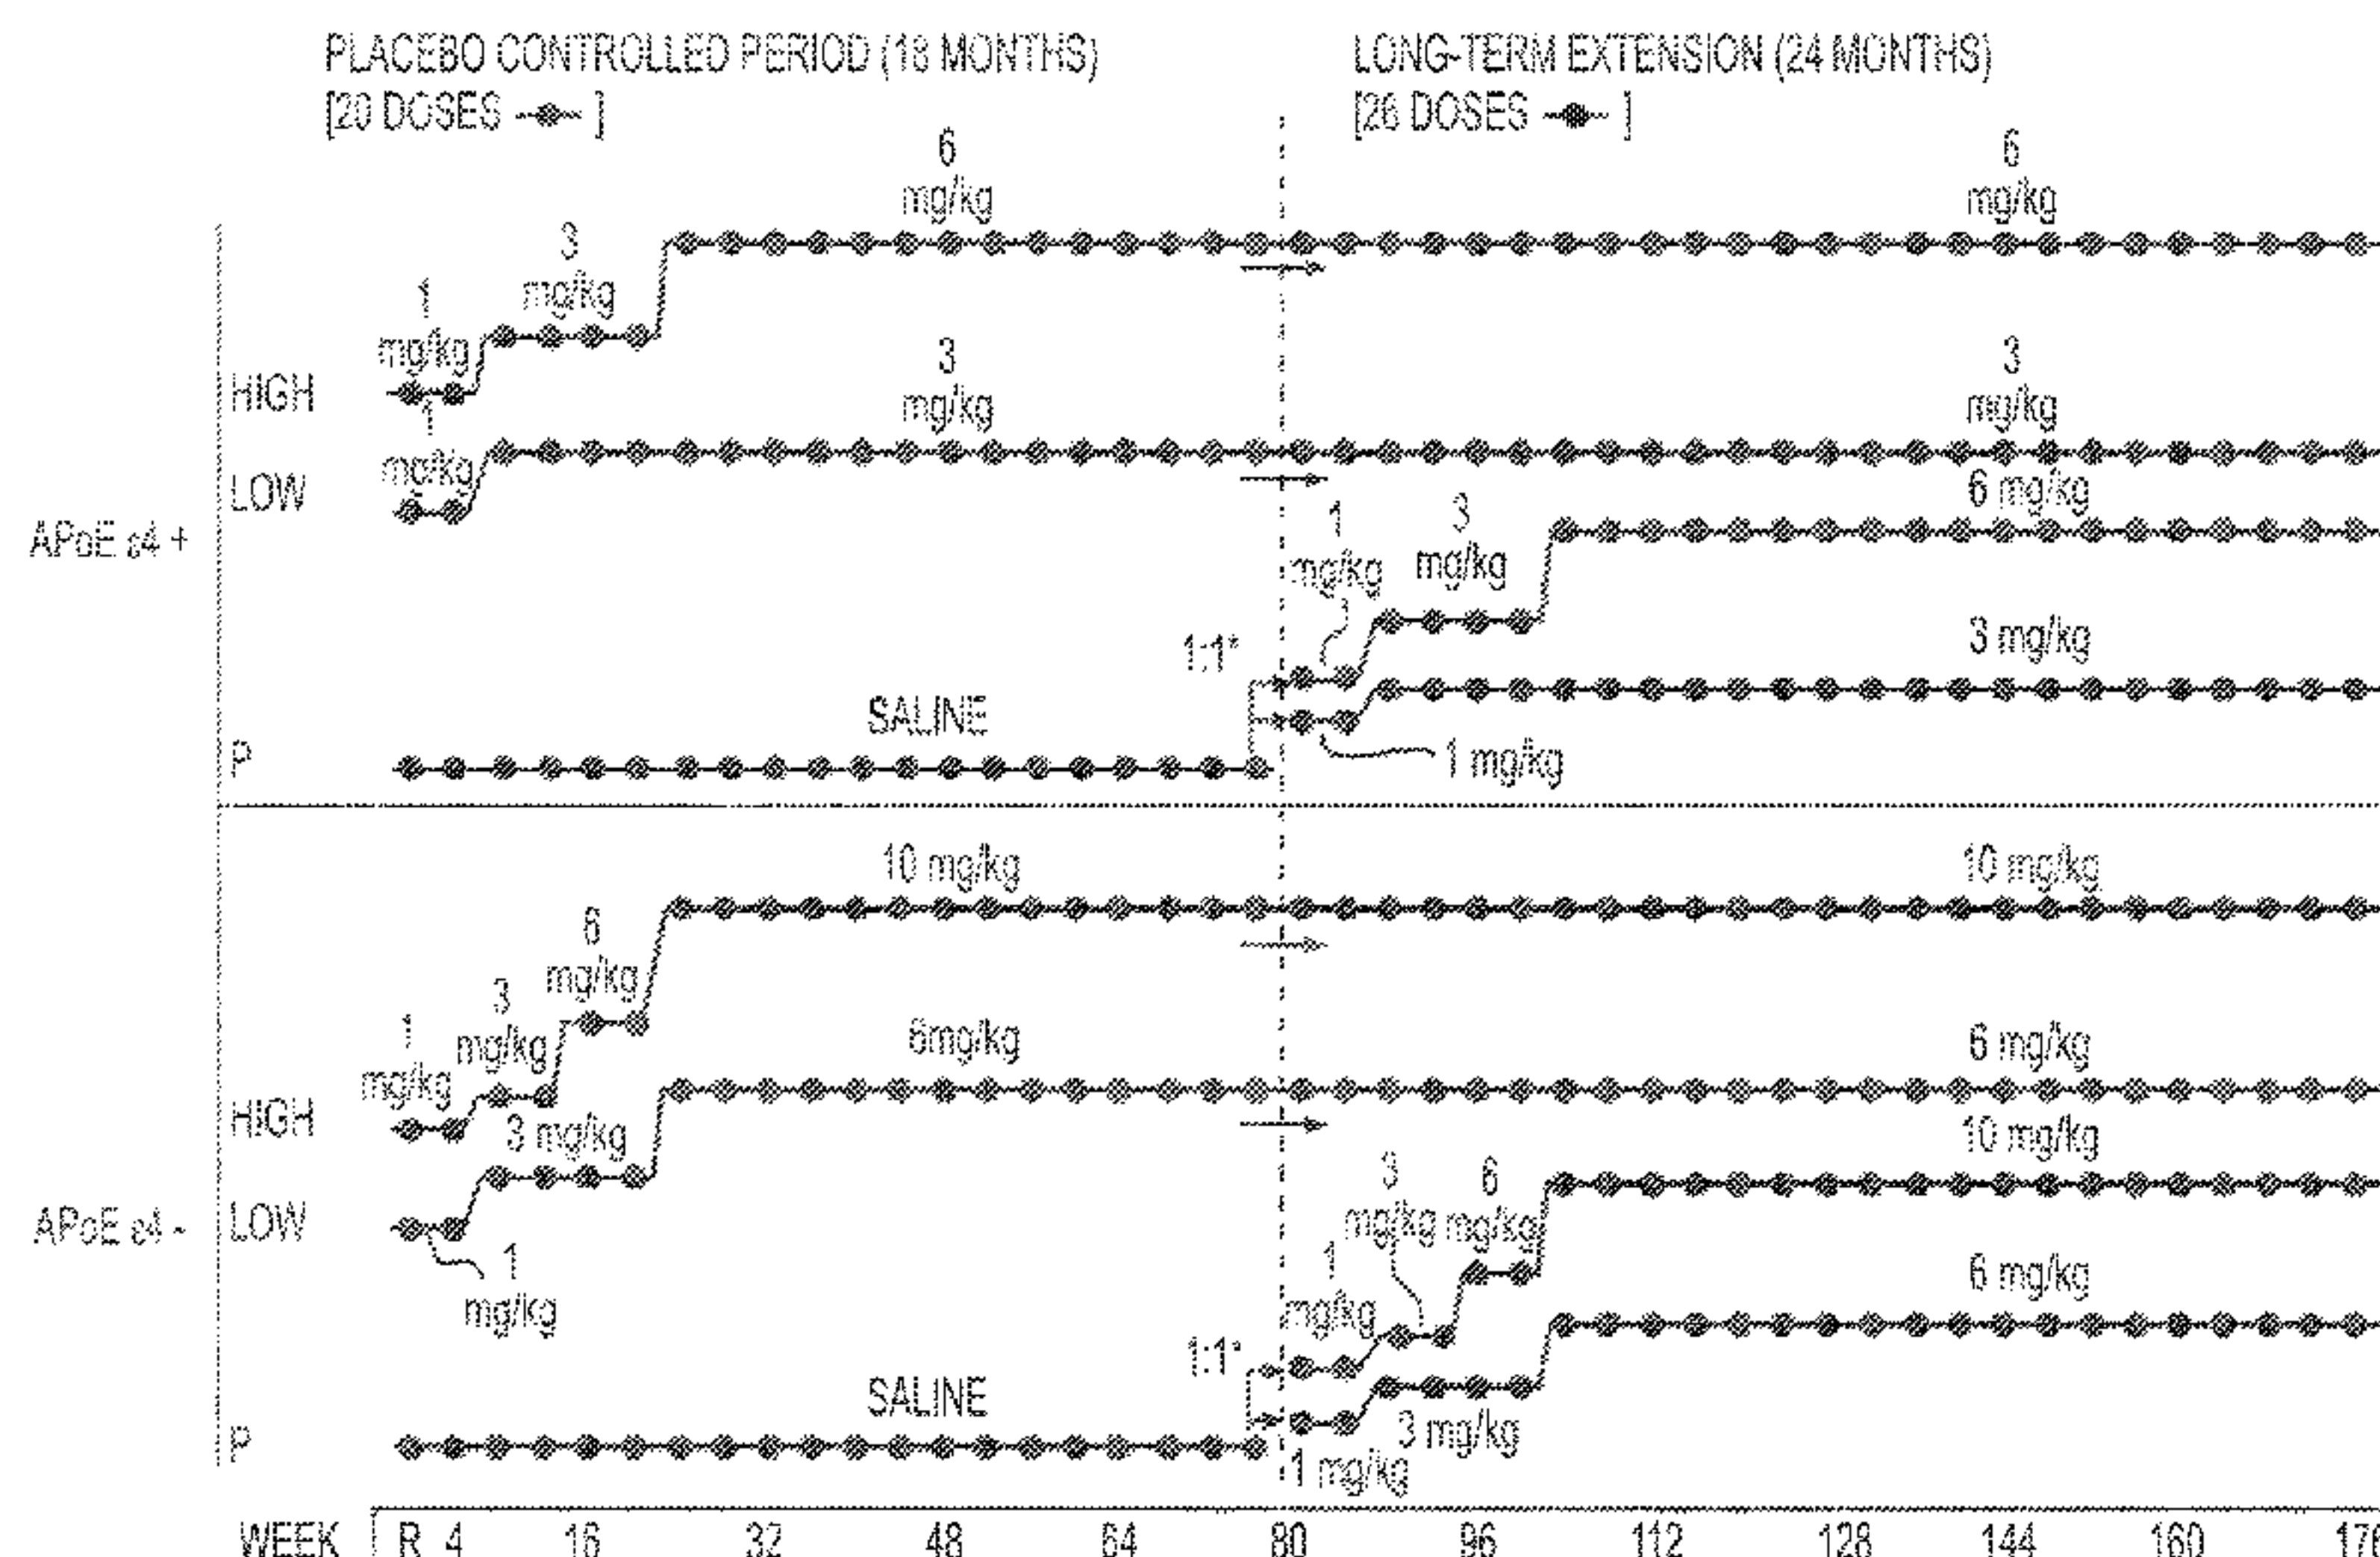 PLACEBO CONTROLLED PERIOD (18 MONTHS)
[20 DOSES ]
LONG-TERM EXTENSION (24 MONTHS)
[26 DOSES ]
6
mg/kg
6
mg/kg
3
mg/kg
1
mg/kg
HIGH
3
mg/kg
3
mg/kg
1
mg/kg
LOW
6 mg/kg
APoE ε4 +
1
mg/kg
3
mg/kg
3 mg/kg
1:1*
SALINE
P
1 mg/kg
10 mg/kg
10 mg/kg
6
mg/kg
3
mg/kg
1
mg/kg
6mg/kg
6 mg/kg
HIGH
3 mg/kg
10 mg/kg
APoE ε4 -
LOW
1
mg/kg
3
mg/kg
6
mg/kg
1
mg/kg
6 mg/kg
1:1*
SALINE
3 mg/kg
P
1 mg/kg
WEEK R 4 16 32 48 64 80 96 112 128 144 160 176